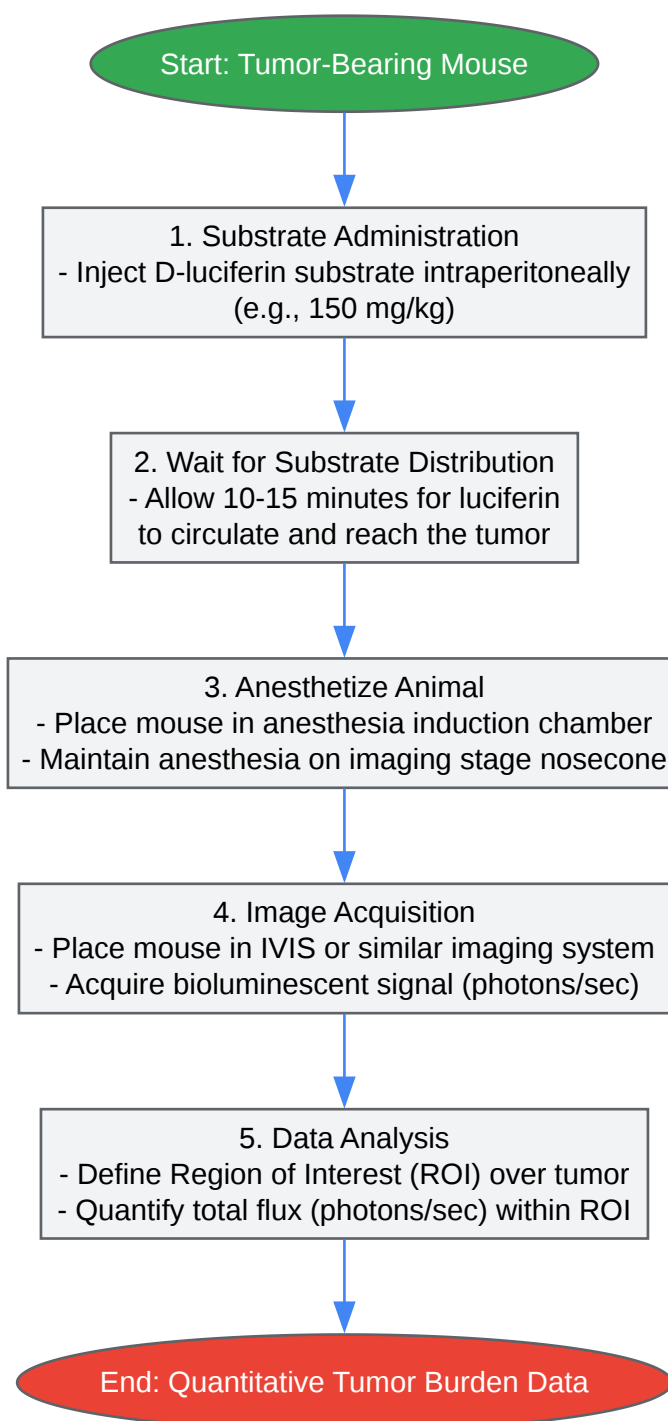 Start: Tumor-Bearing Mouse
1. Substrate Administration
- Inject D-luciferin substrate intraperitoneally
(e.g., 150 mg/kg)
2. Wait for Substrate Distribution
- Allow 10-15 minutes for luciferin
to circulate and reach the tumor
3. Anesthetize Animal
- Place mouse in anesthesia induction chamber
- Maintain anesthesia on imaging stage nosecone
4. Image Acquisition
- Place mouse in IVIS or similar imaging system
- Acquire bioluminescent signal (photons/sec)
5. Data Analysis
- Define Region of Interest (ROI) over tumor
- Quantify total flux (photons/sec) within ROI
End: Quantitative Tumor Burden Data